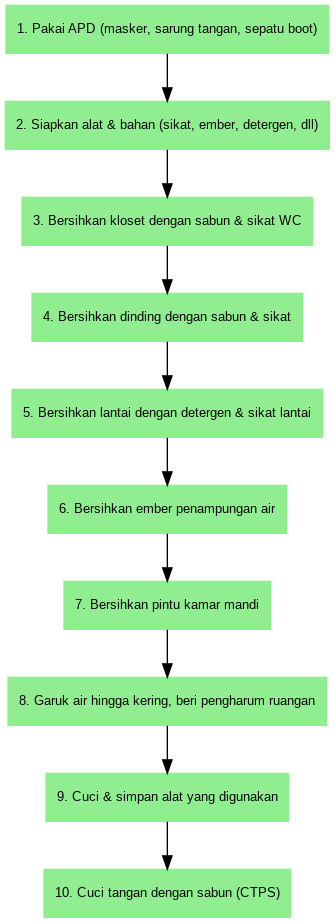 1. Pakai APD (masker, sarung tangan, sepatu boot)
2. Siapkan alat & bahan (sikat, ember, detergen, dll)
3. Bersihkan kloset dengan sabun & sikat WC
4. Bersihkan dinding dengan sabun & sikat
5. Bersihkan lantai dengan detergen & sikat lantai
6. Bersihkan ember penampungan air
7. Bersihkan pintu kamar mandi
8. Garuk air hingga kering, beri pengharum ruangan
9. Cuci & simpan alat yang digunakan
10. Cuci tangan dengan sabun (CTPS)